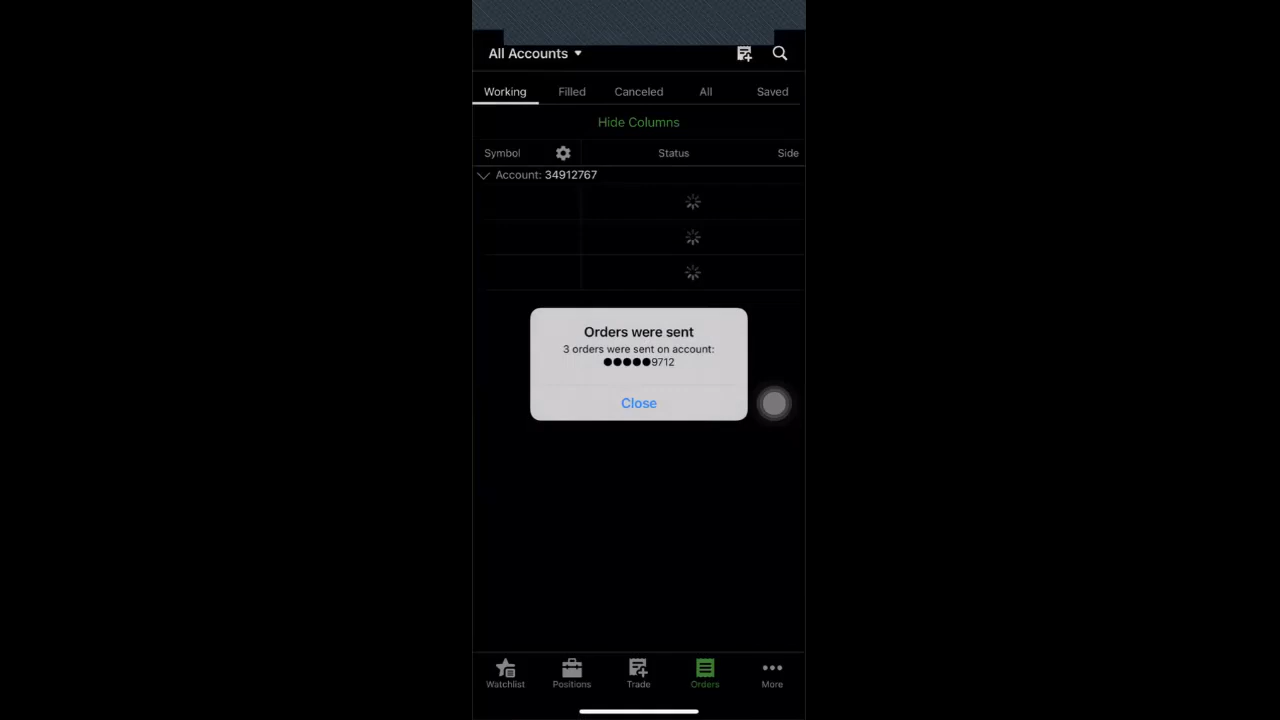 All Accounts
Working Filled Canceled All Saved
Hide Columns
Symbol Status Side
Account: 34912767
Orders were sent
3 orders were sent on account:
●●●●●9712
Close
Watchlist Positions Trade Orders More